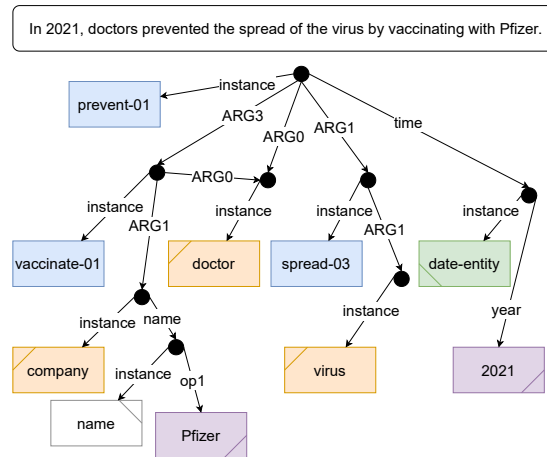 In 2021, doctors prevented the spread of the virus by vaccinating with Pfizer.
instance
prevent-01
ARG3
ARG0
ARG1
time
ARG0
instance
ARG1
instance
instance
ARG1
instance
vaccinate-01
doctor
spread-03
date-entity
instance
name
instance
year
company
instance
op1
virus
2021
name
Pfizer